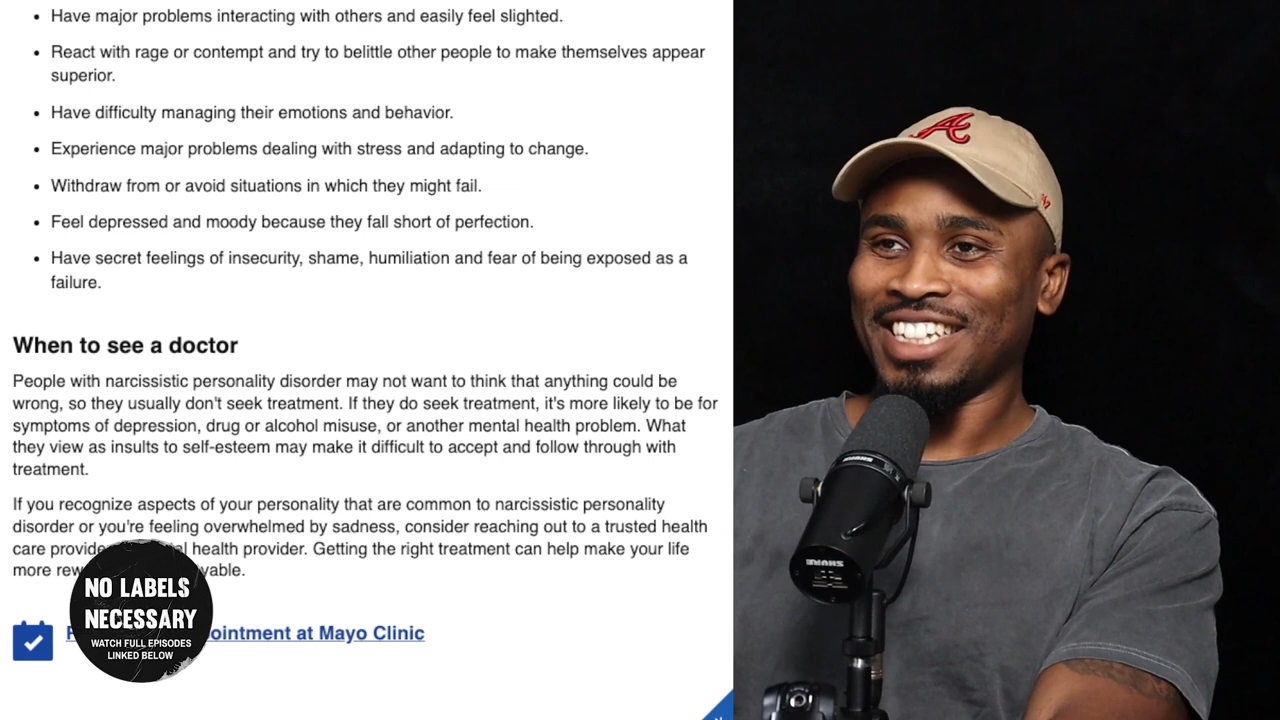 Have major problems interacting with others and easily feel slighted.
React with rage or contempt and try to belittle other people to make themselves appear
superior.
Have difficulty managing their emotions and behavior.
Experience major problems dealing with stress and adapting to change.
Withdraw from or avoid situations in which they might fail.
Feel depressed and moody because they fall short of perfection.
Have secret feelings of insecurity, shame, humiliation and fear of being exposed as a
failure.
When to see a doctor
People with narcissistic personality disorder may not want to think that anything could be
wrong, so they usually don't seek treatment. If they do seek treatment, it's more likely to be for
symptoms of depression, drug or alcohol misuse, or another mental health problem. What
they view as insults to self-esteem may make it difficult to accept and follow through with
treatment.
If you recognize aspects of your personality that are common to narcissistic personality
disorder or you're feeling overwhelmed by sadness, consider reaching out to a trusted health
care health provider. Getting the right treatment can help make your life
more
at Mayo Clinic
NO LABELS
NECESSARY
WATCH FULL EPISODES
LINKED BELOW
A
47
SHURE
SHURE